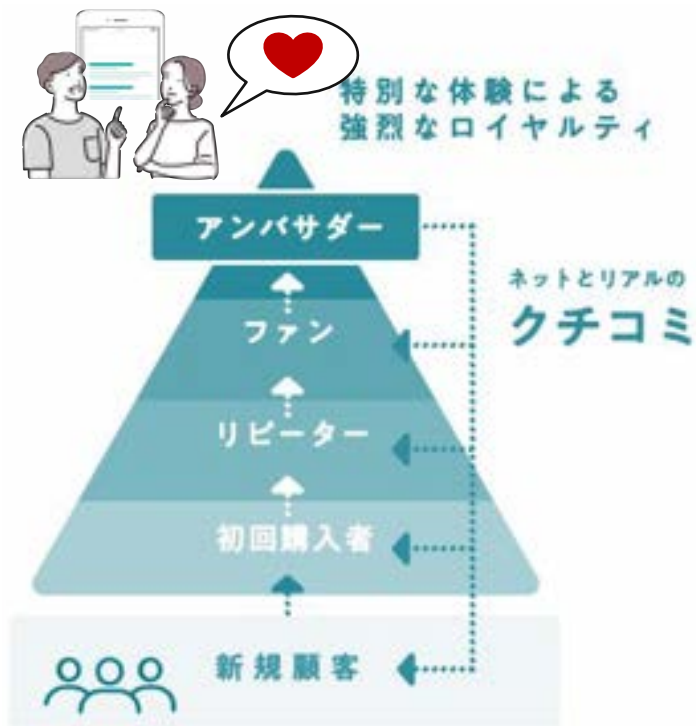 特別な体験による
強烈なロイヤルティ
アンバサダー
ネットとリアルの
クチコミ
ファン
リピーター
初回購入者
新規顧客